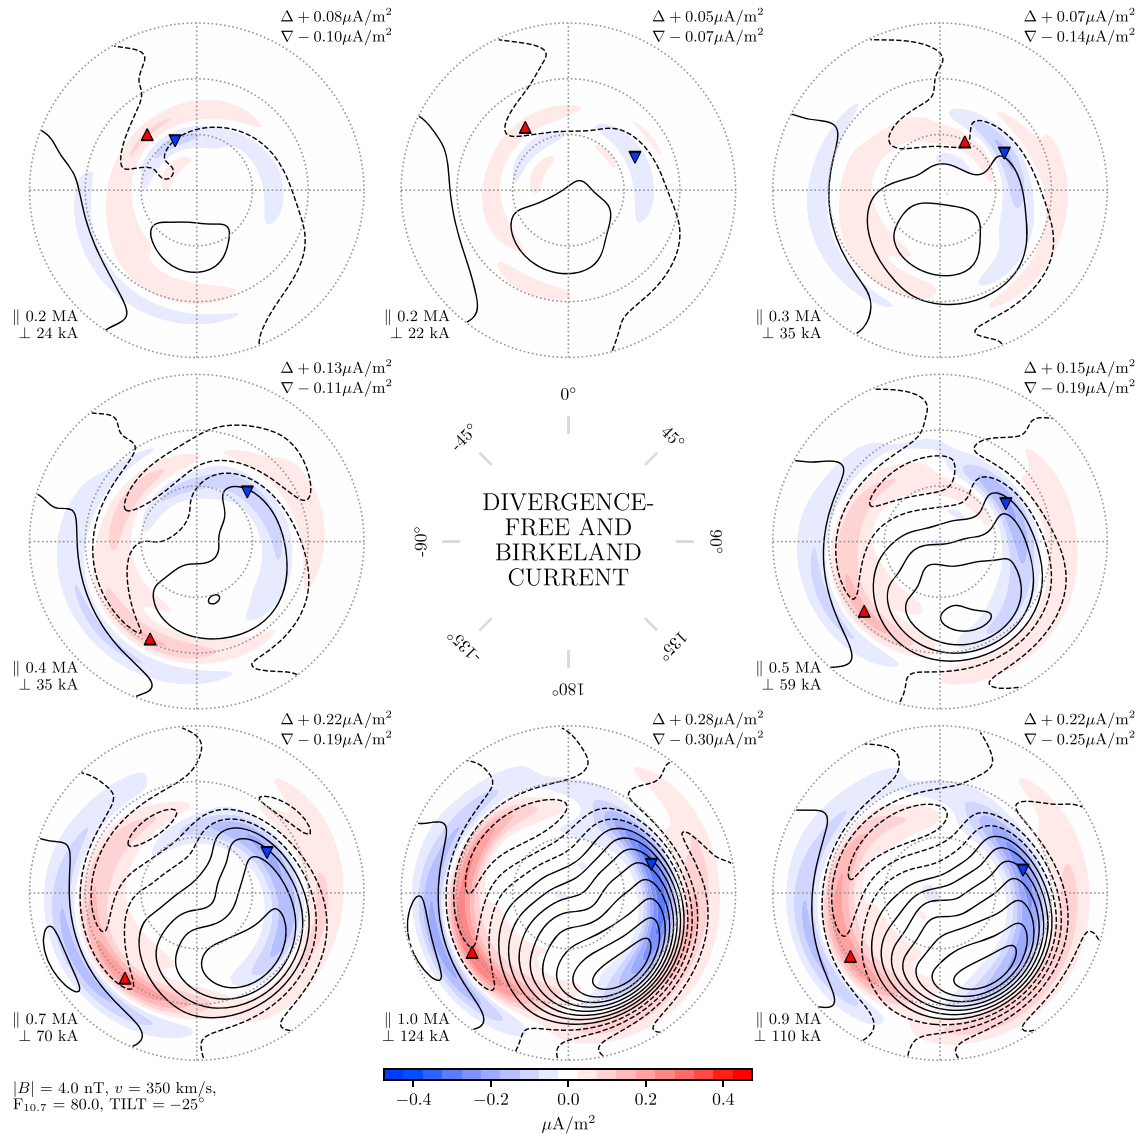 Δ + 0.08μA/m²
∇ − 0.10μA/m²
∥ 0.2 MA
⊥ 24 kA
Δ + 0.05μA/m²
∇ − 0.07μA/m²
∥ 0.2 MA
⊥ 22 kA
Δ + 0.07μA/m²
∇ − 0.14μA/m²
∥ 0.3 MA
⊥ 35 kA
Δ + 0.13μA/m²
∇ − 0.11μA/m²
∥ 0.4 MA
⊥ 35 kA
0°
-45°
45°
-90°
90°
-135°
135°
180°
DIVERGENCE-
FREE AND
BIRKELAND
CURRENT
Δ + 0.15μA/m²
∇ − 0.19μA/m²
∥ 0.5 MA
⊥ 59 kA
Δ + 0.22μA/m²
∇ − 0.19μA/m²
∥ 0.7 MA
⊥ 70 kA
Δ + 0.28μA/m²
∇ − 0.30μA/m²
∥ 1.0 MA
⊥ 124 kA
Δ + 0.22μA/m²
∇ − 0.25μA/m²
∥ 0.9 MA
⊥ 110 kA
|B| = 4.0 nT, v = 350 km/s,
F₁₀.₇ = 80.0, TILT = −25°
−0.4 −0.2 0.0 0.2 0.4
μA/m²